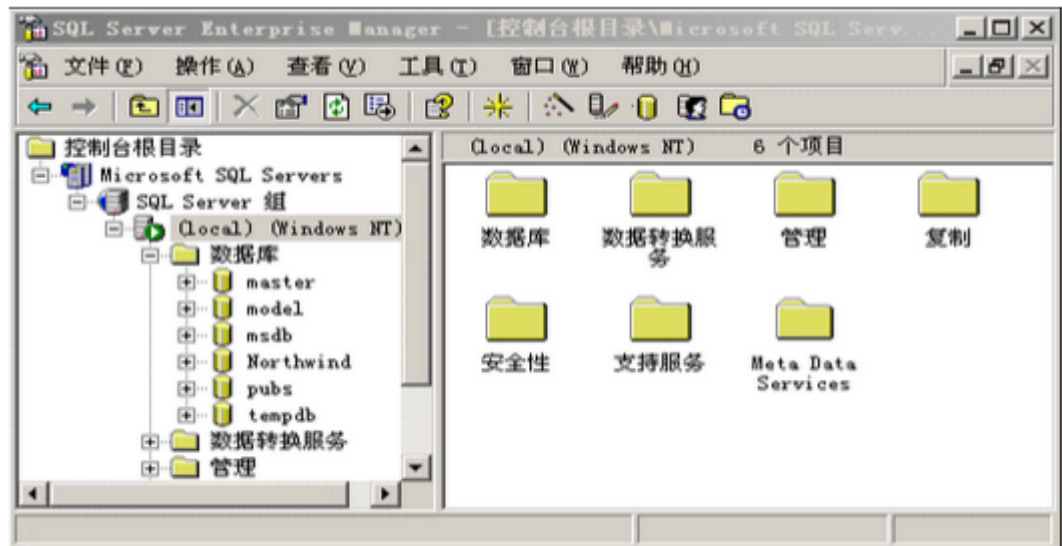 SQL Server Enterprise Manager - [控制台根目录\Microsoft SQL Serv...
文件(F) 操作(A) 查看(V) 工具(T) 窗口(W) 帮助(H)
控制台根目录
Microsoft SQL Servers
SQL Server 组
(local) (Windows NT)
数据库
master
model
msdb
Northwind
pubs
tempdb
数据转换服务
管理
(local) (Windows NT) 6 个项目
数据库
数据转换服
务
管理
复制
安全性
支持服务
Meta Data
Services